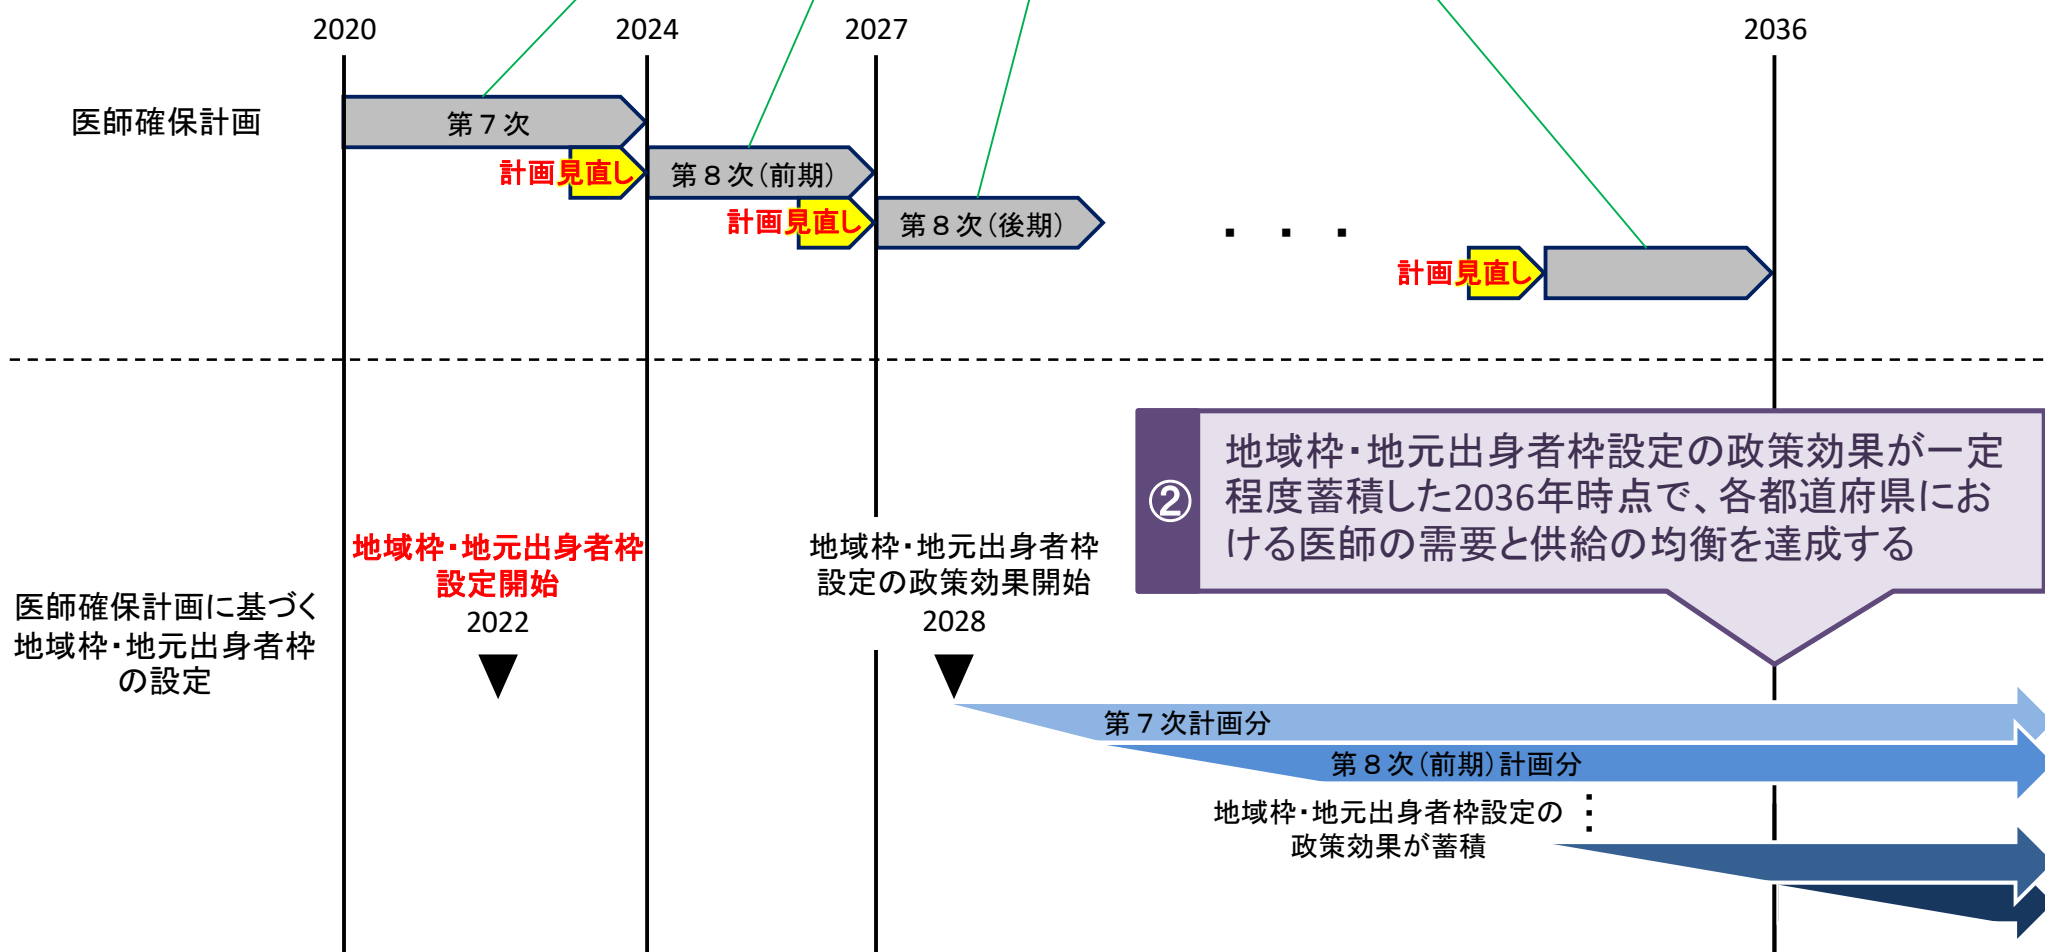 2020
2024
2027
2036
医師確保計画
第７次
計画見直し
第８次(前期)
計画見直し
第８次(後期)
・・・
計画見直し
②
地域枠・地元出身者枠設定の政策効果が一定
程度蓄積した2036年時点で、各都道府県にお
ける医師の需要と供給の均衡を達成する
医師確保計画に基づく
地域枠・地元出身者枠
の設定
地域枠・地元出身者枠
設定開始
2022
地域枠・地元出身者枠
設定の政策効果開始
2028
第７次計画分
第８次(前期)計画分
地域枠・地元出身者枠設定の
政策効果が蓄積